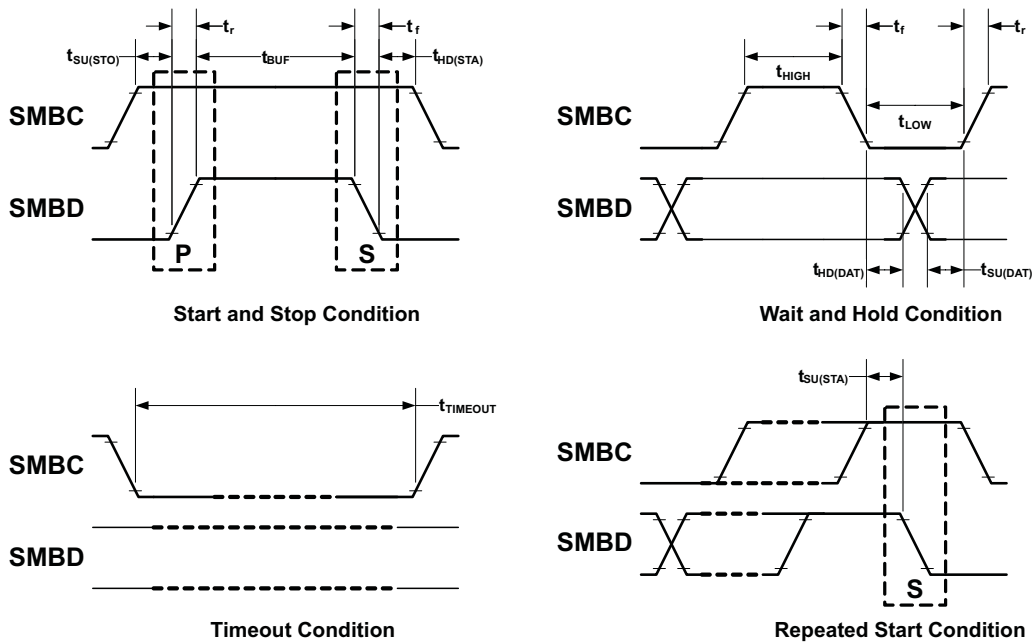 tr
tf
tSU(STO)
tBUF
tHD(STA)
SMBC
SMBD
P
S
Start and Stop Condition
tf
tr
tHIGH
SMBC
tLOW
SMBD
tHD(DAT)
tSU(DAT)
Wait and Hold Condition
tTIMEOUT
SMBC
SMBD
Timeout Condition
tSU(STA)
SMBC
SMBD
S
Repeated Start Condition